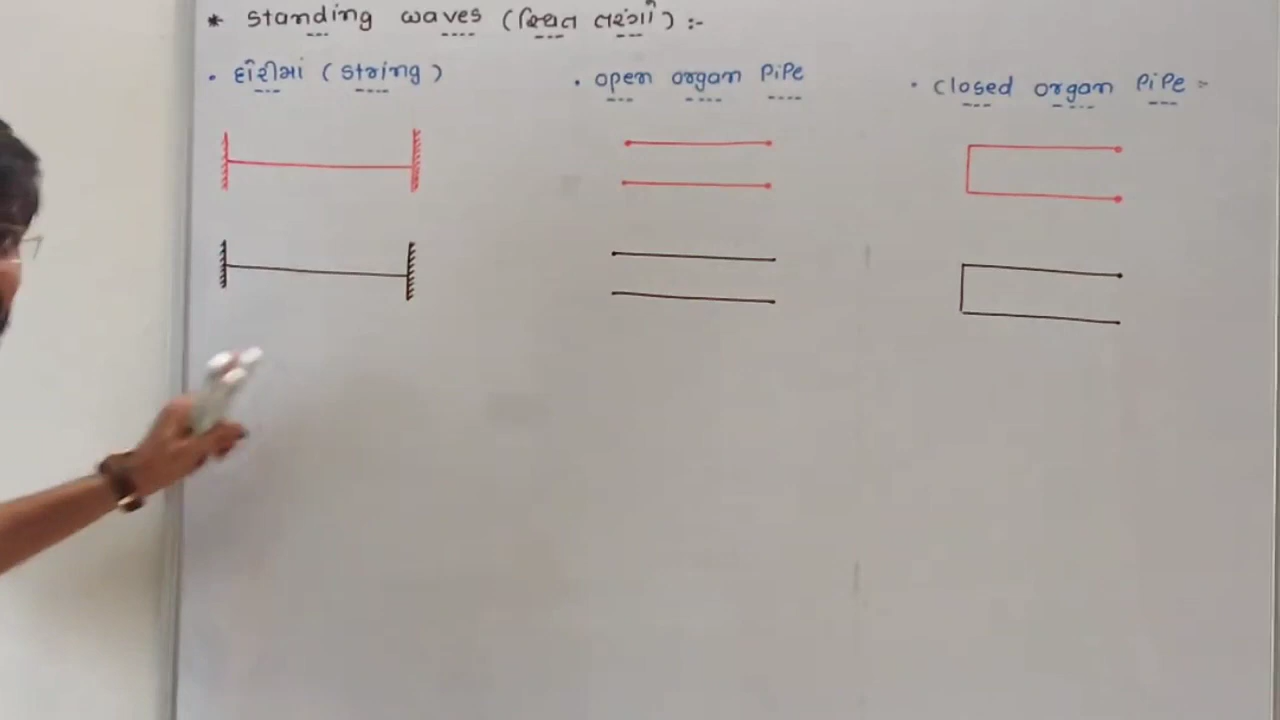 * Standing waves (સ્થિત તરંગો) :-
• દોરીમાં (string)
• open organ PiPe
• closed organ PiPe :-